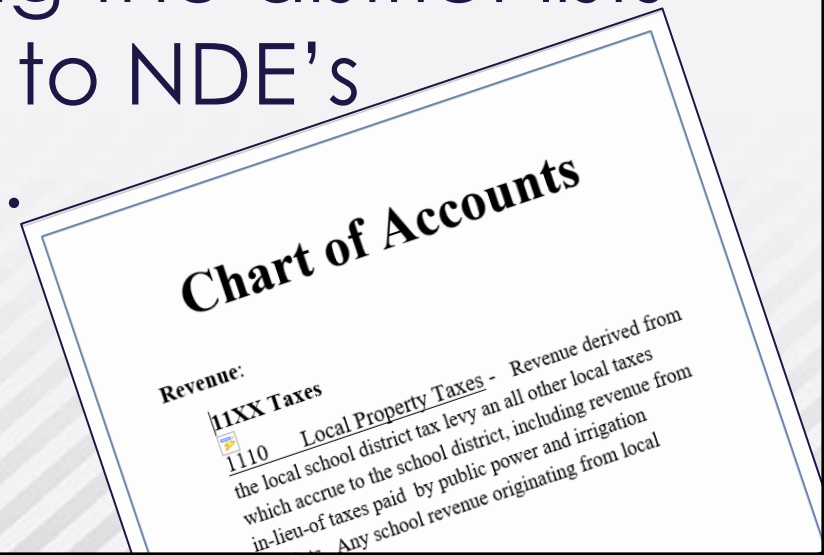 to NDE’s
.
Chart of Accounts
Revenue:
11XX Taxes
1110 Local Property Taxes - Revenue derived from
the local school district tax levy an all other local taxes
which accrue to the school district, including revenue from
in-lieu-of taxes paid by public power and irrigation
Any school revenue originating from local